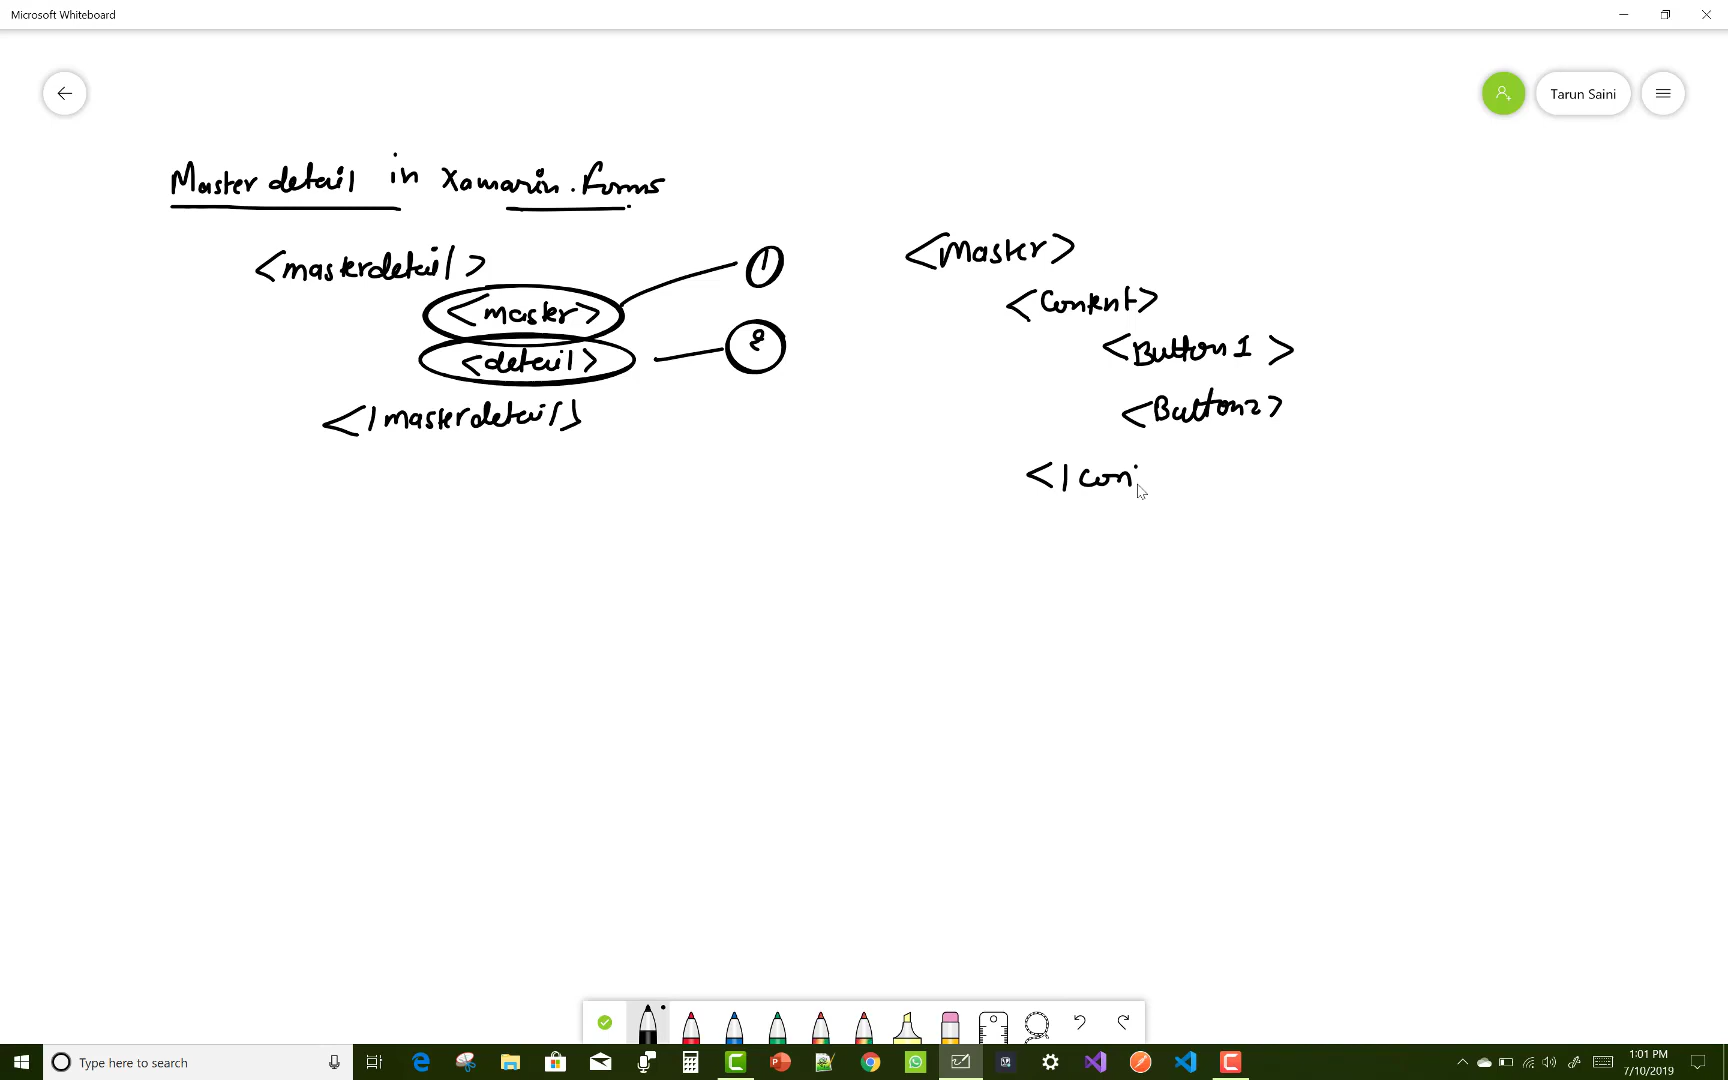 Microsoft Whiteboard
Tarun Saini
Master detail in Xamarin.forms
<masterdetail>
<master>
1
<detail>
2
</masterdetail>
<Master>
<Content>
<Button1>
<Button2>
</con
Type here to search
1:01 PM
7/10/2019